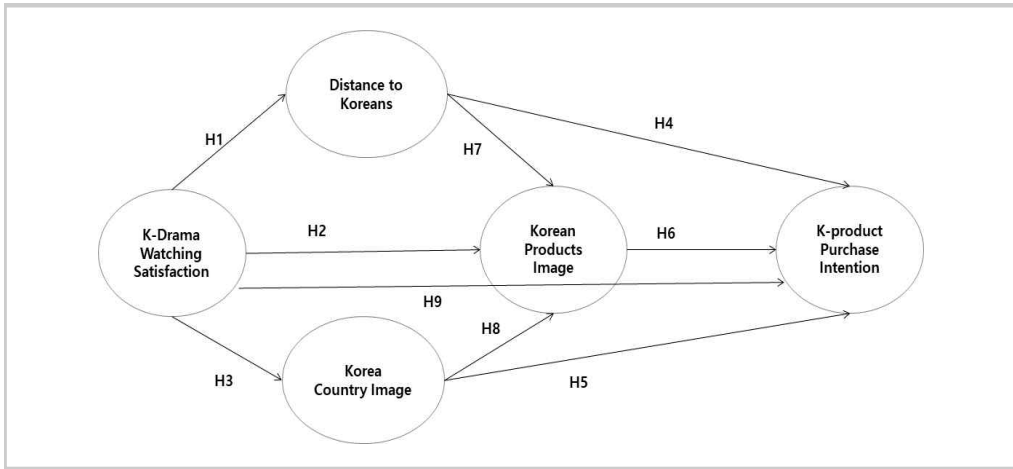 Distance to
Koreans
H4
H1
H7
K-Drama
Watching
Satisfaction
H2
Korean
Products
Image
H6
K-product
Purchase
Intention
H9
H8
H3
Korea
Country Image
H5